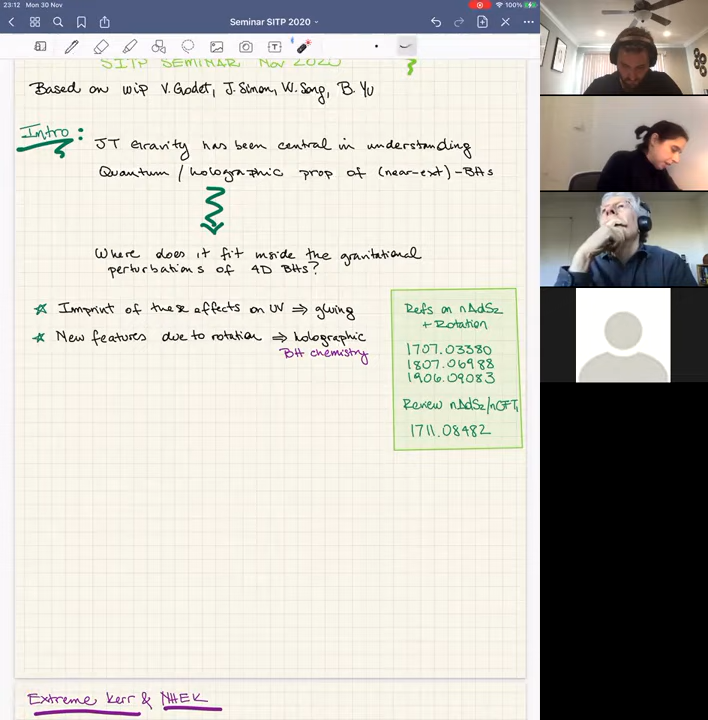 23:12 Mon 30 Nov
100%
Seminar SITP 2020
SITP SEMINAR Nov 2020
Based on wip V. Godet, J. Simon, W. Song, B. Yu
Intro:
JT Gravity has been central in understanding
Quantum / holographic prop of (near-ext)-BHs
Where does it fit inside the gravitational
perturbations of 4D BHs?
☆ Imprint of these effects on UV ⇒ gluing
☆ New features due to rotation ⇒ holographic
BH chemistry
Refs on nAdS2
+ Rotation
1707.03380
1807.06988
1906.09083
Review nAdS2/nCFT1
1711.08482
Extreme Kerr & NHEK